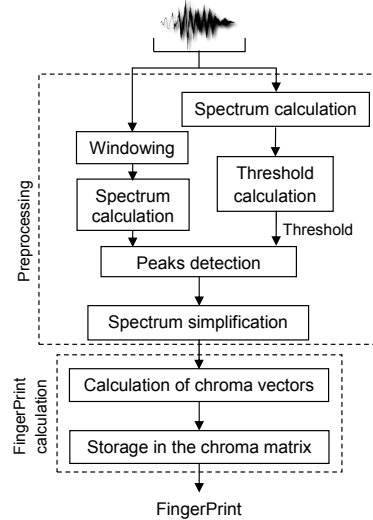 Spectrum calculation
Windowing
Threshold
calculation
Spectrum
calculation
Threshold
Peaks detection
Spectrum simplification
Preprocessing
Calculation of chroma vectors
Storage in the chroma matrix
FingerPrint
calculation
FingerPrint